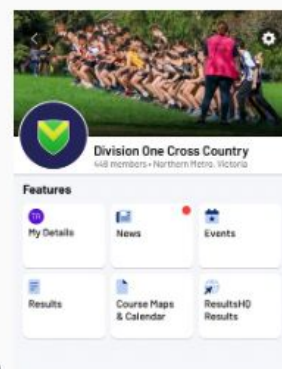 Division One Cross Country
448 members • Northern Metro, Victoria
Features
TR
My Details
News
Events
Results
Course Maps
& Calendar
ResultsHQ
Results